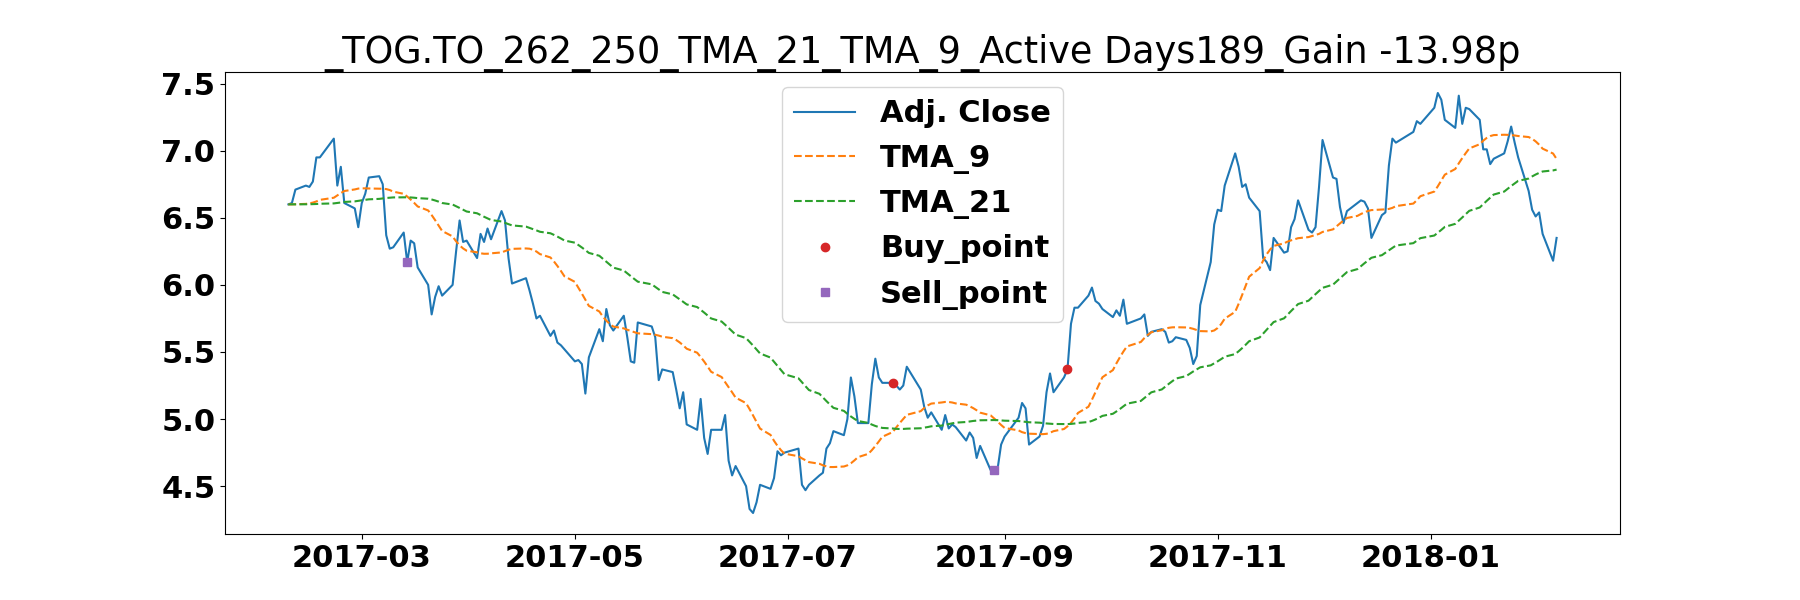 _TOG.TO_262_250_TMA_21_TMA_9_Active Days189_Gain -13.98p
7.5
7.0
6.5
6.0
5.5
5.0
4.5
Adj. Close
TMA_9
TMA_21
Buy_point
Sell_point
2017-03 2017-05 2017-07 2017-09 2017-11 2018-01